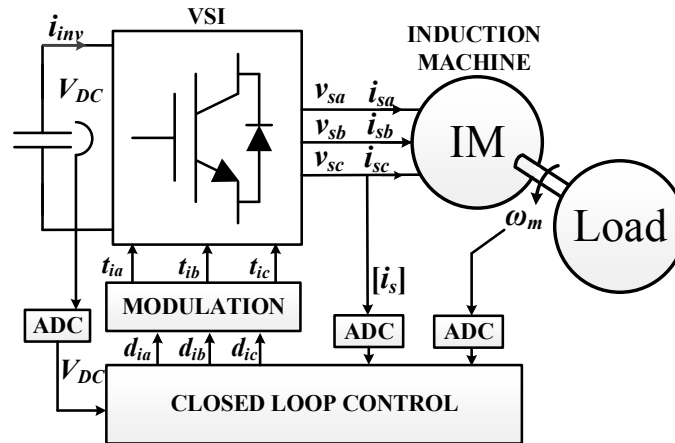 VSI
i_inv
V_DC
INDUCTION
MACHINE
v_sa i_sa
v_sb i_sb
v_sc i_sc
IM
Load
ω_m
t_ia t_ib t_ic
[i_s]
MODULATION
ADC
ADC
ADC
d_ia d_ib d_ic
V_DC
CLOSED LOOP CONTROL